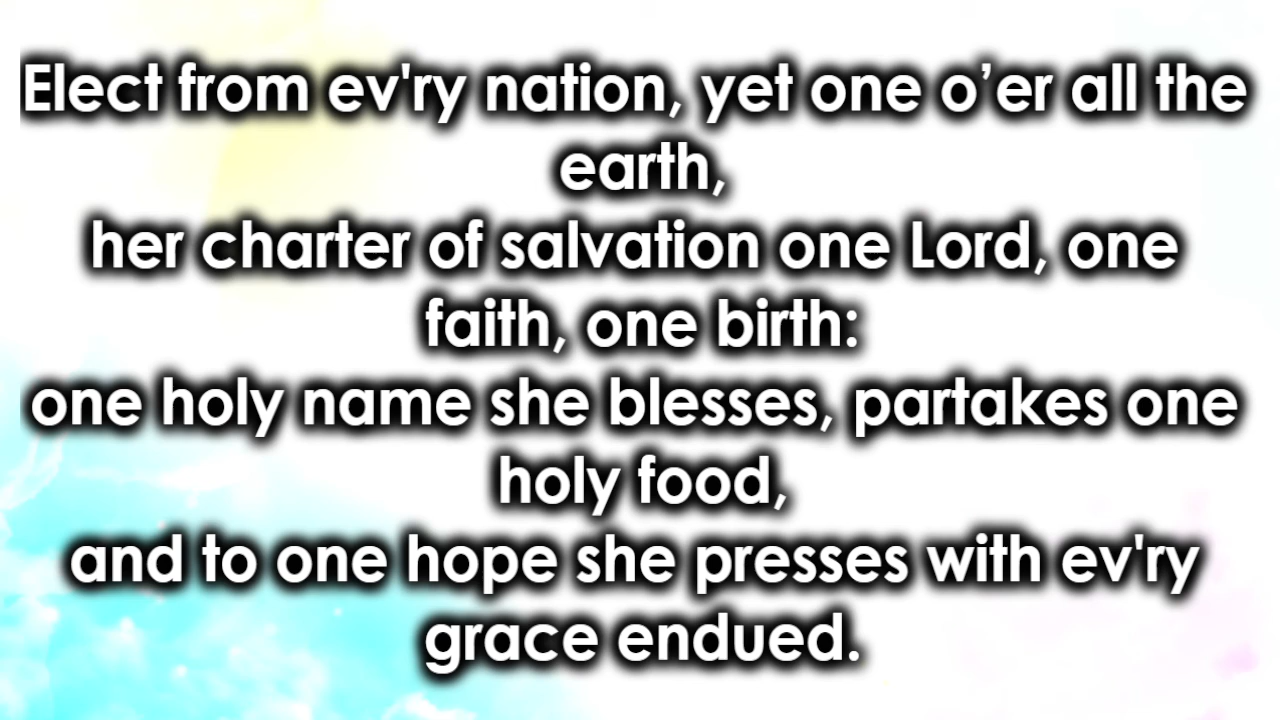 Elect from ev'ry nation, yet one o’er all the
earth,
her charter of salvation one Lord, one
faith, one birth:
one holy name she blesses, partakes one
holy food,
and to one hope she presses with ev'ry
grace endued.